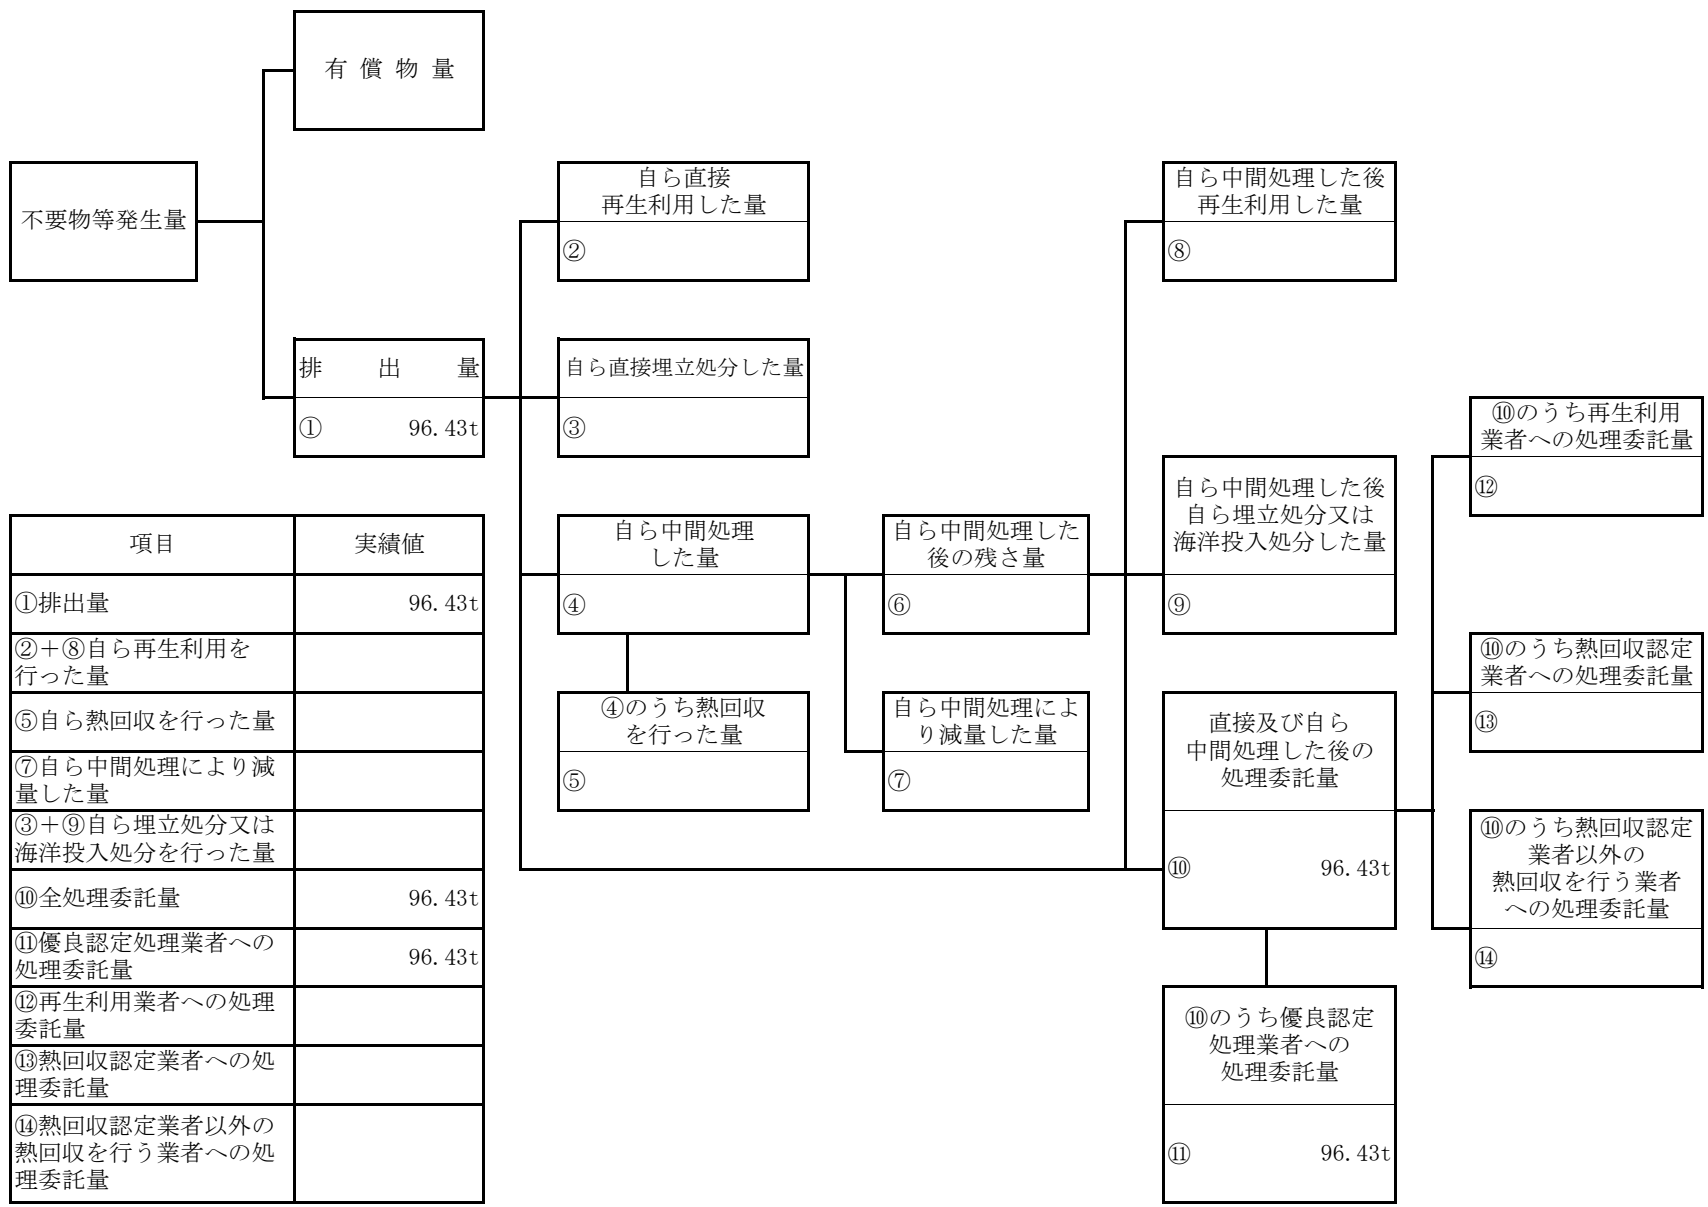 有償物量
不要物等発生量
自ら直接
再生利用した量
②
自ら中間処理した後
再生利用した量
⑧
排出量
① 96.43t
自ら直接埋立処分した量
③
⑩のうち再生利用
業者への処理委託量
⑫
自ら中間処理
した量
④
自ら中間処理した
後の残さ量
⑥
自ら中間処理した後
自ら埋立処分又は
海洋投入処分した量
⑨
⑩のうち熱回収認定
業者への処理委託量
⑬
④のうち熱回収
を行った量
⑤
自ら中間処理によ
り減量した量
⑦
直接及び自ら
中間処理した後の
処理委託量
⑩ 96.43t
⑩のうち熱回収認定
業者以外の
熱回収を行う業者
への処理委託量
⑭
⑩のうち優良認定
処理業者への
処理委託量
⑪ 96.43t
項目 実績値
①排出量 96.43t
②+⑧自ら再生利用を
行った量
⑤自ら熱回収を行った量
⑦自ら中間処理により減
量した量
③+⑨自ら埋立処分又は
海洋投入処分を行った量
⑩全処理委託量 96.43t
⑪優良認定処理業者への
処理委託量 96.43t
⑫再生利用業者への処理
委託量
⑬熱回収認定業者への処
理委託量
⑭熱回収認定業者以外の
熱回収を行う業者への処
理委託量